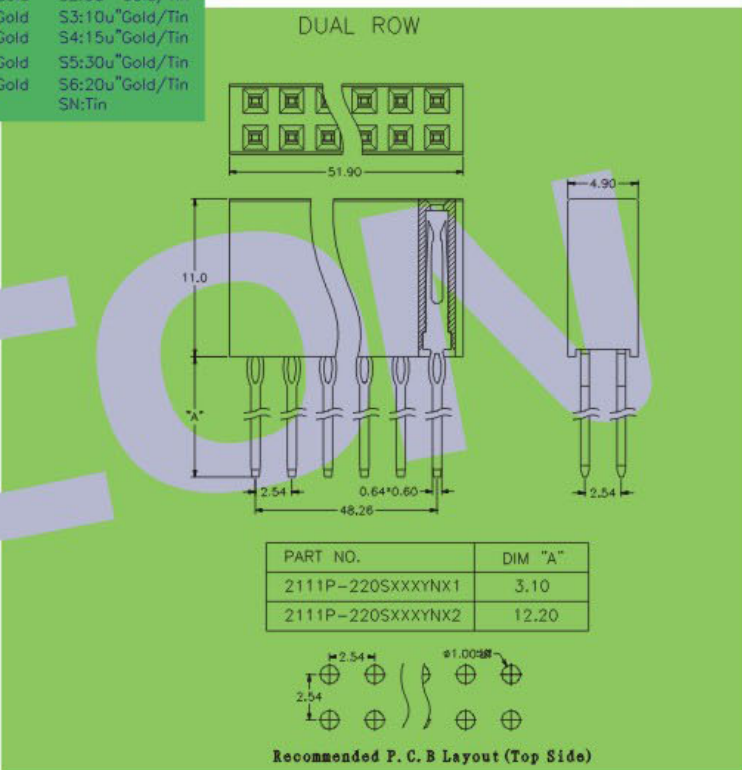 Gold
Gold S3:10u"Gold/Tin
Gold S4:15u"Gold/Tin
Gold S5:30u"Gold/Tin
Gold S6:20u"Gold/Tin
SN:Tin
DUAL ROW
51.90
4.90
11.0
"A"
2.54
0.64*0.60
48.26
2.54
PART NO. DIM "A"
2111P-220SXXXYNX1 3.10
2111P-220SXXXYNX2 12.20
2.54
ø1.00
2.54
Recommended P.C.B Layout (Top Side)